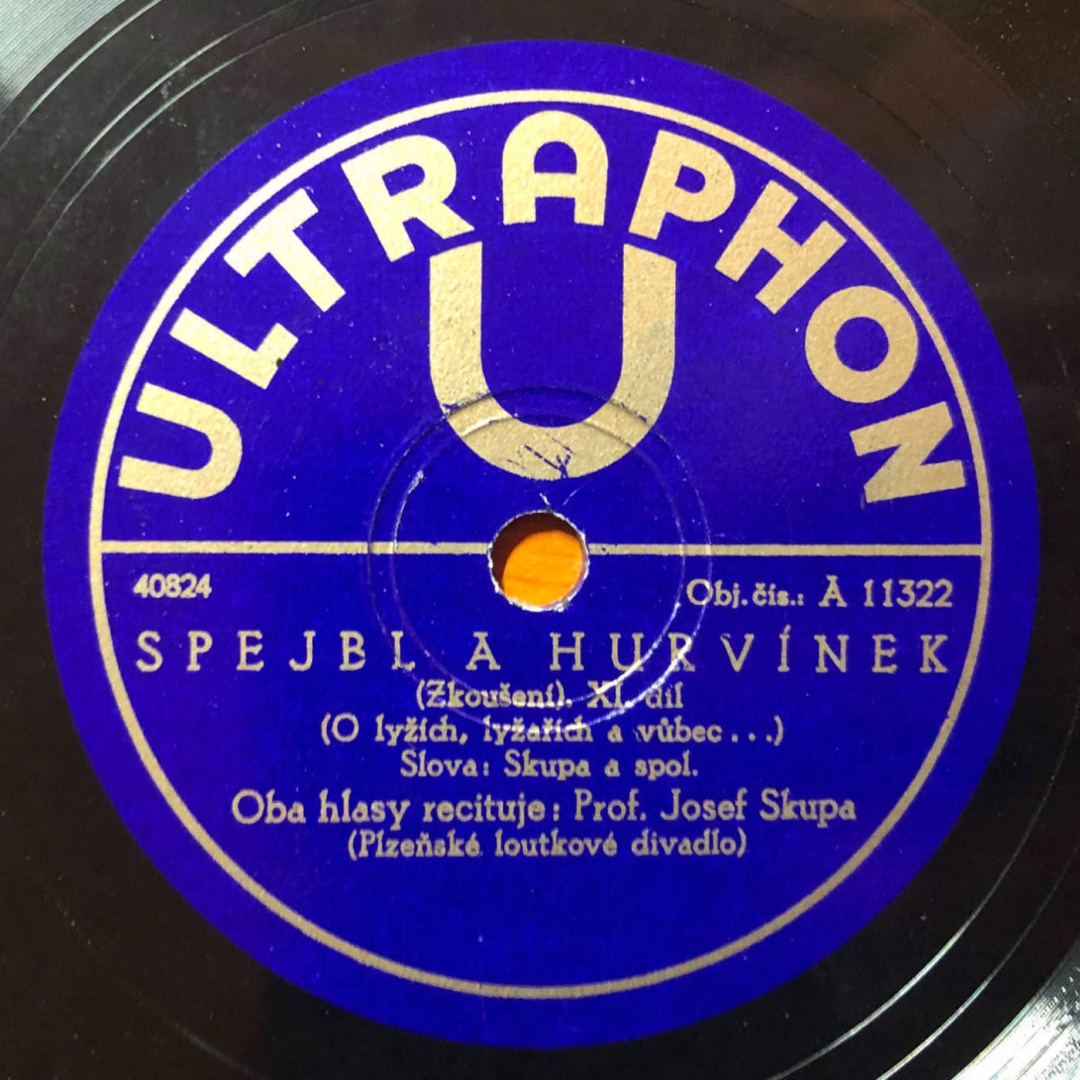 ULTRAPHON
U
40824 Obj. čís.: A 11322
SPEJBL A HURVÍNEK
(Zkoušení). XI. díl
(O lyžích, lyžařích a vůbec...)
Slova: Skupa a spol.
Oba hlasy recituje: Prof. Josef Skupa
(Plzeňské loutkové divadlo)